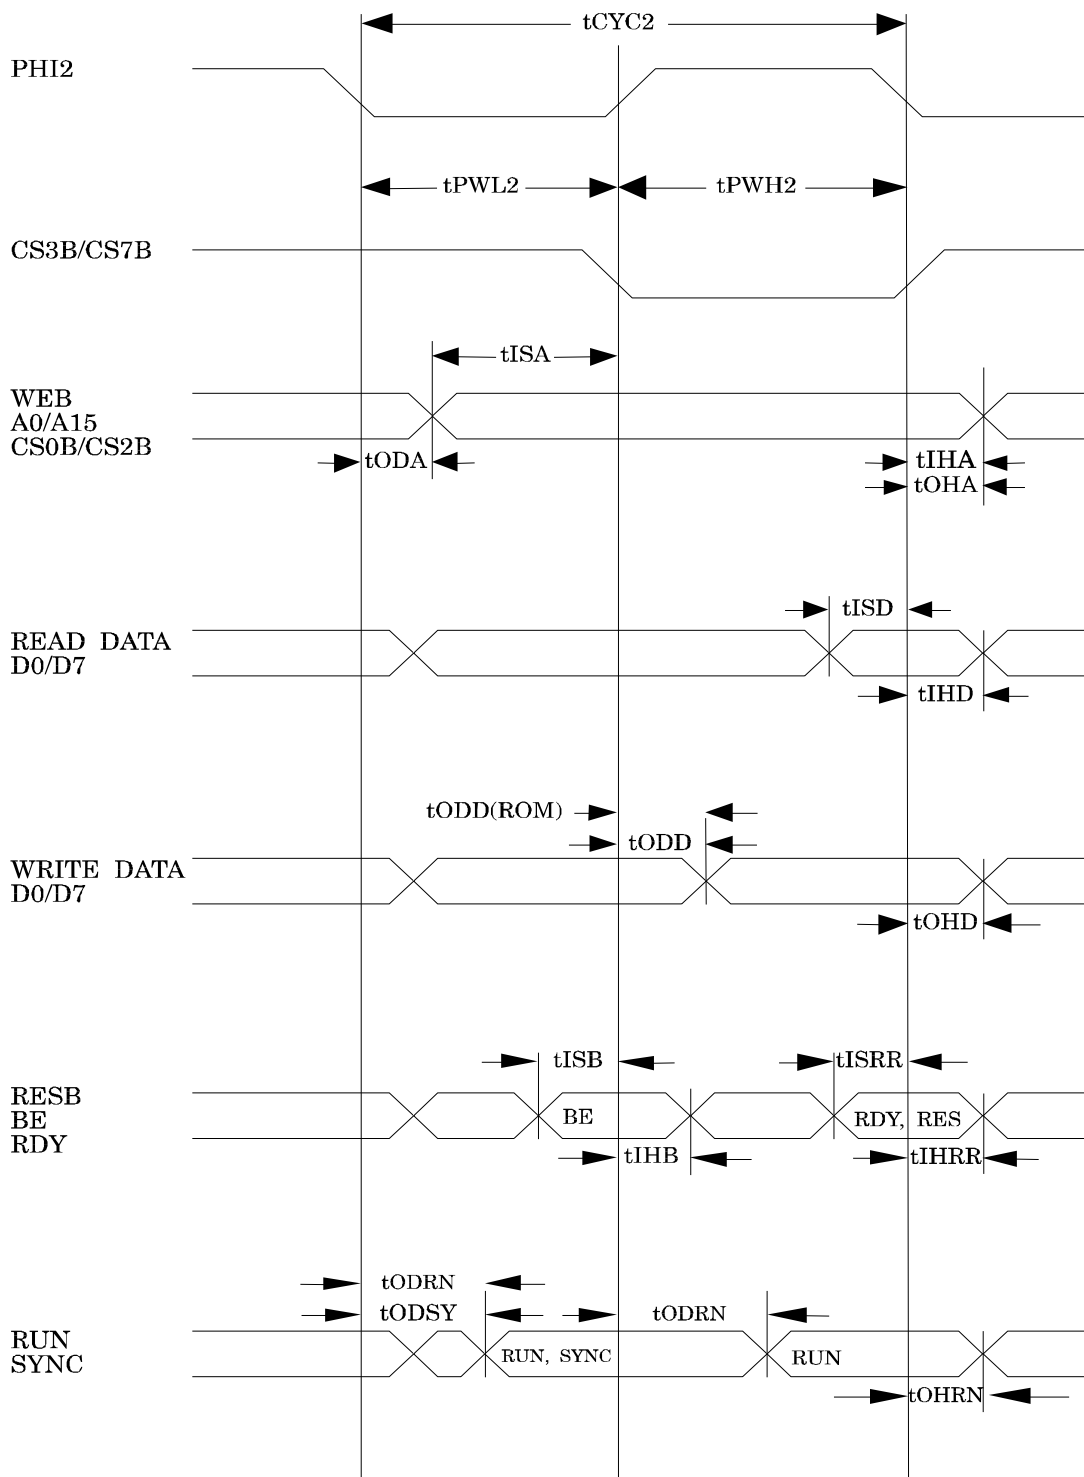 tCYC2
PHI2
tPWL2
tPWH2
CS3B/CS7B
tISA
WEB
A0/A15
CS0B/CS2B
tODA
tIHA
tOHA
tISD
READ DATA
D0/D7
tIHD
tODD(ROM)
tODD
WRITE DATA
D0/D7
tOHD
tISB
tISRR
RESB
BE
RDY
BE
RDY, RES
tIHB
tIHRR
tODRN
tODSY
tODRN
RUN
SYNC
RUN, SYNC
RUN
tOHRN